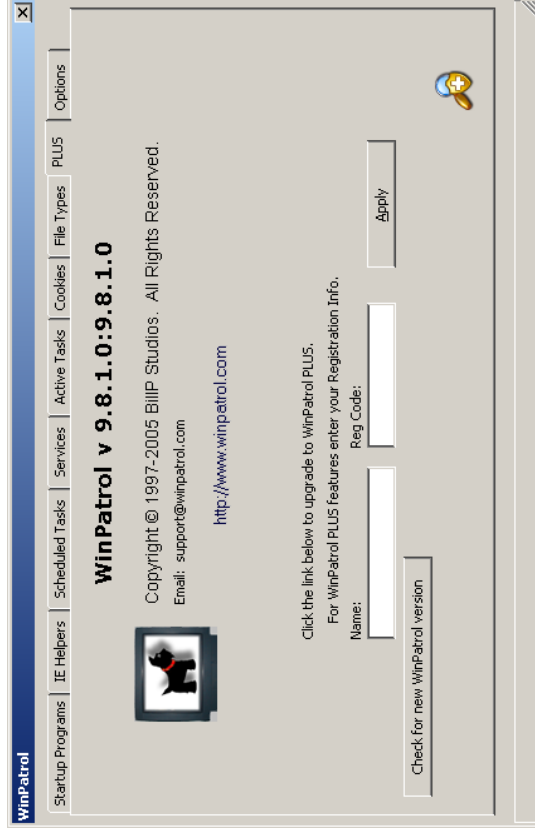 WinPatrol
Startup Programs IE Helpers Scheduled Tasks Services Active Tasks Cookies File Types PLUS Options
WinPatrol v 9.8.1.0:9.8.1.0
Copyright © 1997-2005 BillP Studios. All Rights Reserved.
Email: support@winpatrol.com
http://www.winpatrol.com
Click the link below to upgrade to WinPatrol PLUS.
For WinPatrol PLUS features enter your Registration Info.
Name: Reg Code:
Apply
Check for new WinPatrol version